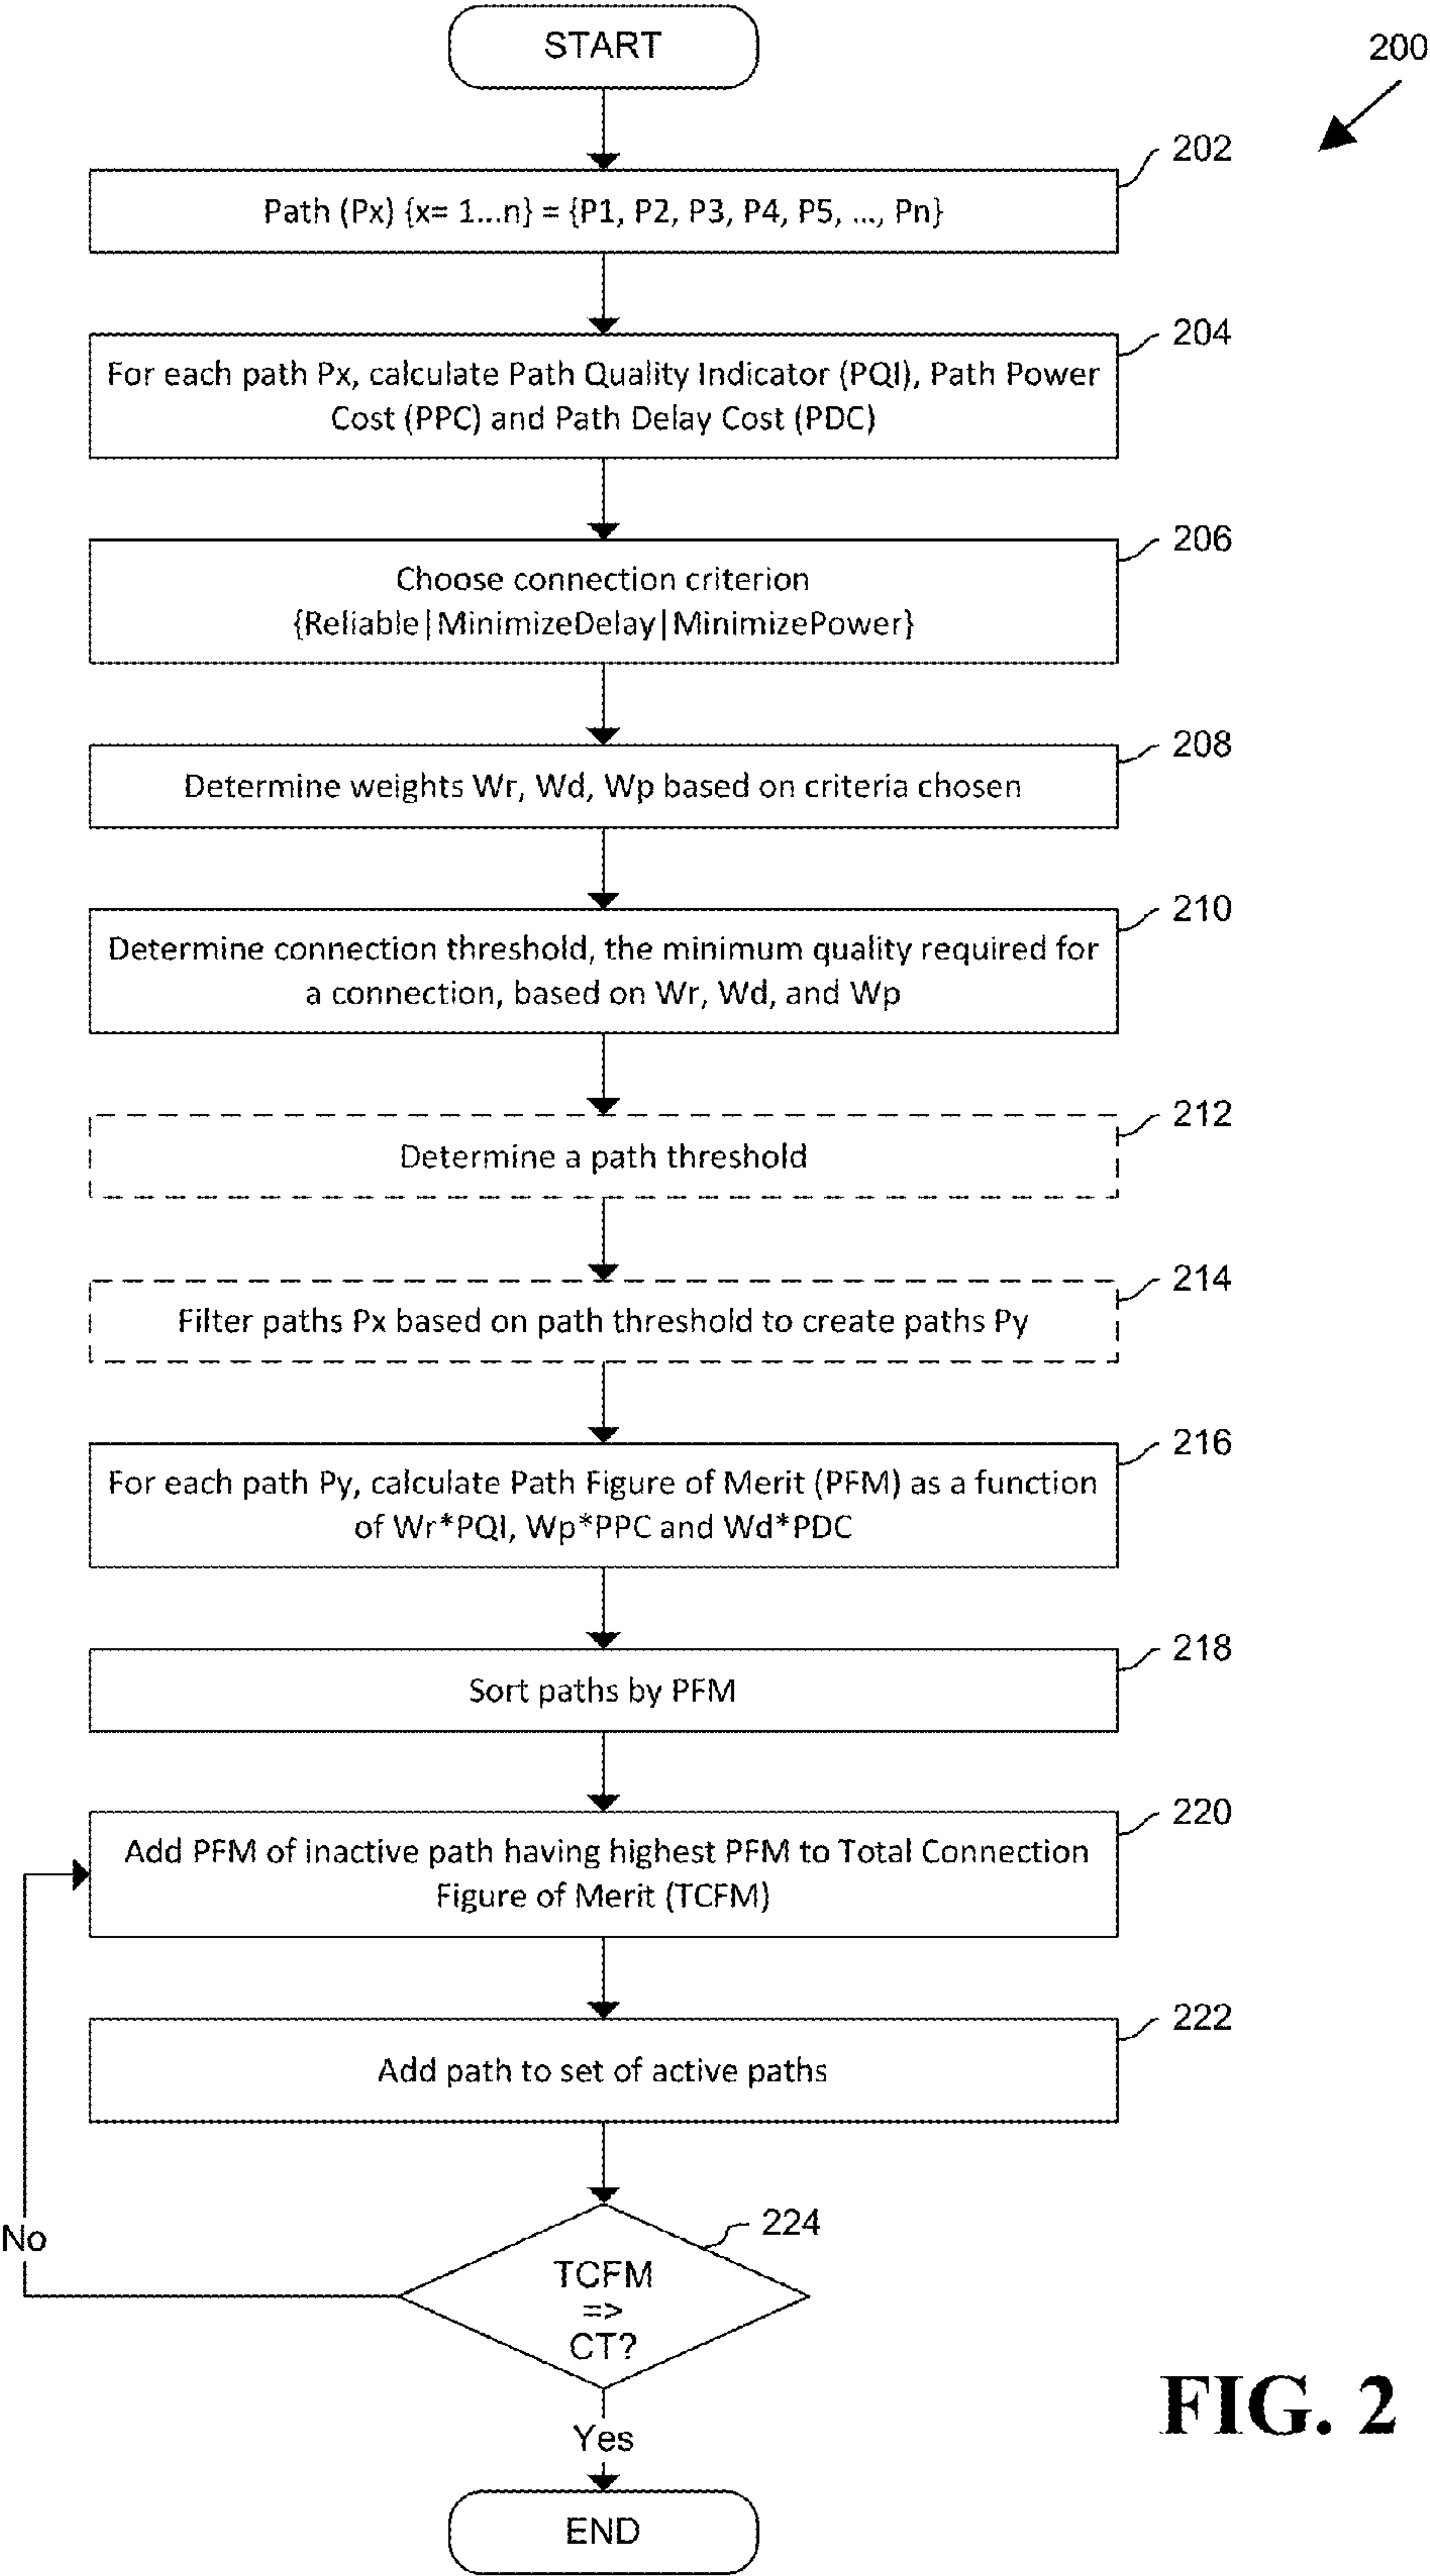 START
200
202
Path (Px) {x= 1...n} = {P1, P2, P3, P4, P5, ..., Pn}
204
For each path Px, calculate Path Quality Indicator (PQI), Path Power
Cost (PPC) and Path Delay Cost (PDC)
206
Choose connection criterion
{Reliable|MinimizeDelay|MinimizePower}
208
Determine weights Wr, Wd, Wp based on criteria chosen
210
Determine connection threshold, the minimum quality required for
a connection, based on Wr, Wd, and Wp
212
Determine a path threshold
214
Filter paths Px based on path threshold to create paths Py
216
For each path Py, calculate Path Figure of Merit (PFM) as a function
of Wr*PQI, Wp*PPC and Wd*PDC
218
Sort paths by PFM
220
Add PFM of inactive path having highest PFM to Total Connection
Figure of Merit (TCFM)
222
Add path to set of active paths
224
No
TCFM
=>
CT?
Yes
END
FIG. 2